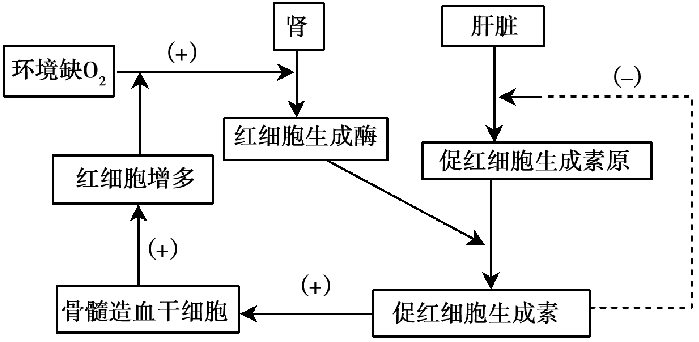 肾
肝脏
环境缺O₂
(+)
(−)
红细胞生成酶
促红细胞生成素原
红细胞增多
(+)
(+)
骨髓造血干细胞
促红细胞生成素